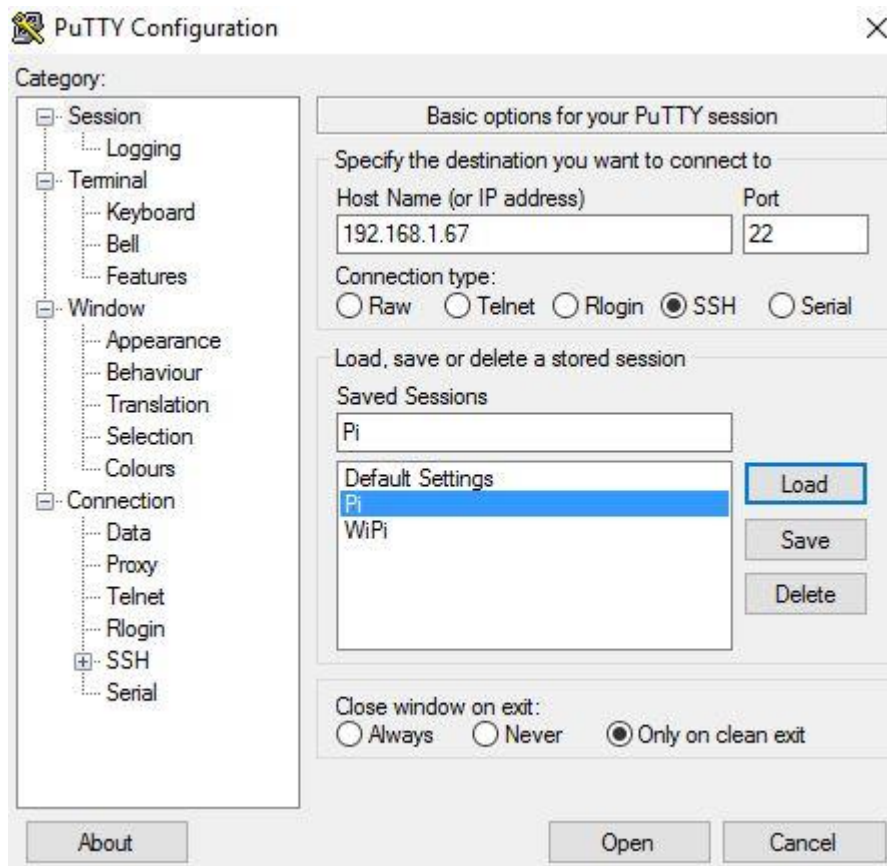 PuTTY Configuration
Category:
Session
Logging
Terminal
Keyboard
Bell
Features
Window
Appearance
Behaviour
Translation
Selection
Colours
Connection
Data
Proxy
Telnet
Rlogin
SSH
Serial
Basic options for your PuTTY session
Specify the destination you want to connect to
Host Name (or IP address) Port
192.168.1.67 22
Connection type:
Raw Telnet Rlogin SSH Serial
Load, save or delete a stored session
Saved Sessions
Pi
Default Settings
Pi
WiPi
Load
Save
Delete
Close window on exit:
Always Never Only on clean exit
About Open Cancel